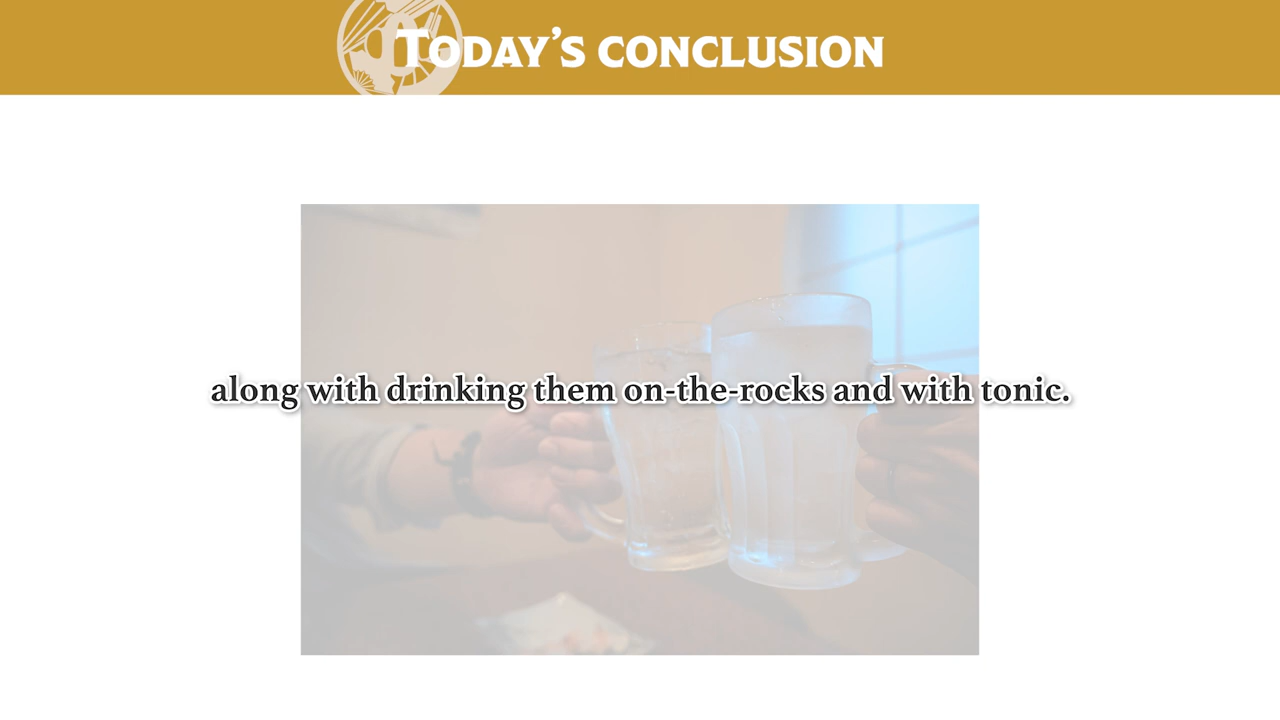 Today's conclusion
along with drinking them on-the-rocks and with tonic.